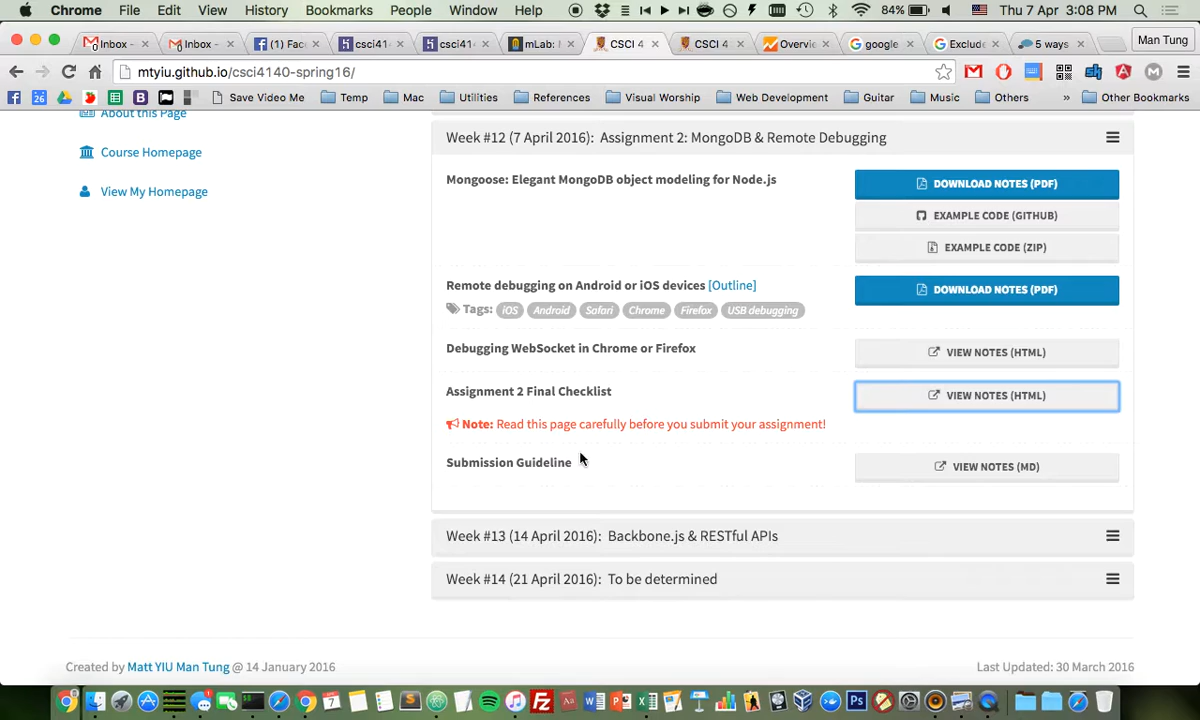 Chrome File Edit View History Bookmarks People Window Help 84% Thu 7 Apr 3:08 PM
Inbox - Inbox - (1) Fac csci41- csci41- mLab: M CSCI 4 CSCI 4 Overvie google Exclude 5 ways Man Tung
mtyiu.github.io/csci4140-spring16/
Save Video Me Temp Mac Utilities References Visual Worship Web Development Guitar Music Others » Other Bookmarks
About this Page
Course Homepage
View My Homepage
Week #12 (7 April 2016): Assignment 2: MongoDB & Remote Debugging
Mongoose: Elegant MongoDB object modeling for Node.js
DOWNLOAD NOTES (PDF)
EXAMPLE CODE (GITHUB)
EXAMPLE CODE (ZIP)
Remote debugging on Android or iOS devices [Outline]
DOWNLOAD NOTES (PDF)
Tags: iOS Android Safari Chrome Firefox USB debugging
Debugging WebSocket in Chrome or Firefox
VIEW NOTES (HTML)
Assignment 2 Final Checklist
VIEW NOTES (HTML)
Note: Read this page carefully before you submit your assignment!
Submission Guideline
VIEW NOTES (MD)
Week #13 (14 April 2016): Backbone.js & RESTful APIs
Week #14 (21 April 2016): To be determined
Created by Matt YIU Man Tung @ 14 January 2016
Last Updated: 30 March 2016